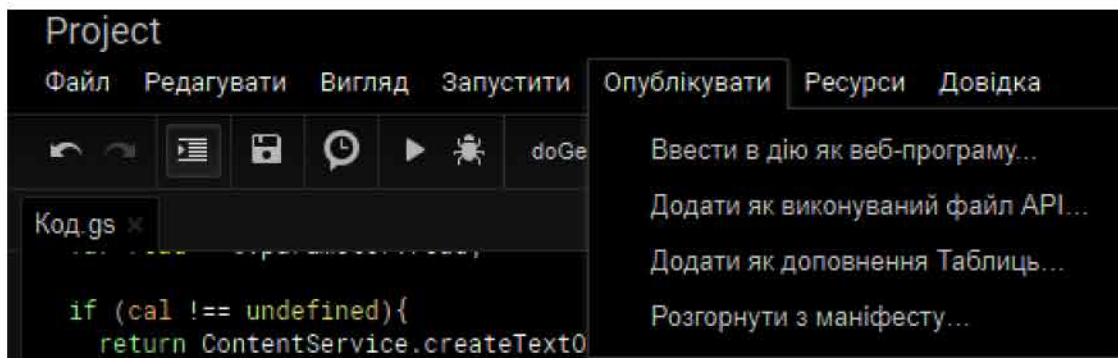 Project
Файл Редагувати Вигляд Запустити Опублікувати Ресурси Довідка
doGe
Ввести в дію як веб-програму...
Додати як виконуваний файл API...
Додати як доповнення Таблиць...
Розгорнути з маніфесту...
Код.gs ×
if (cal !== undefined){
return ContentService.createTextO